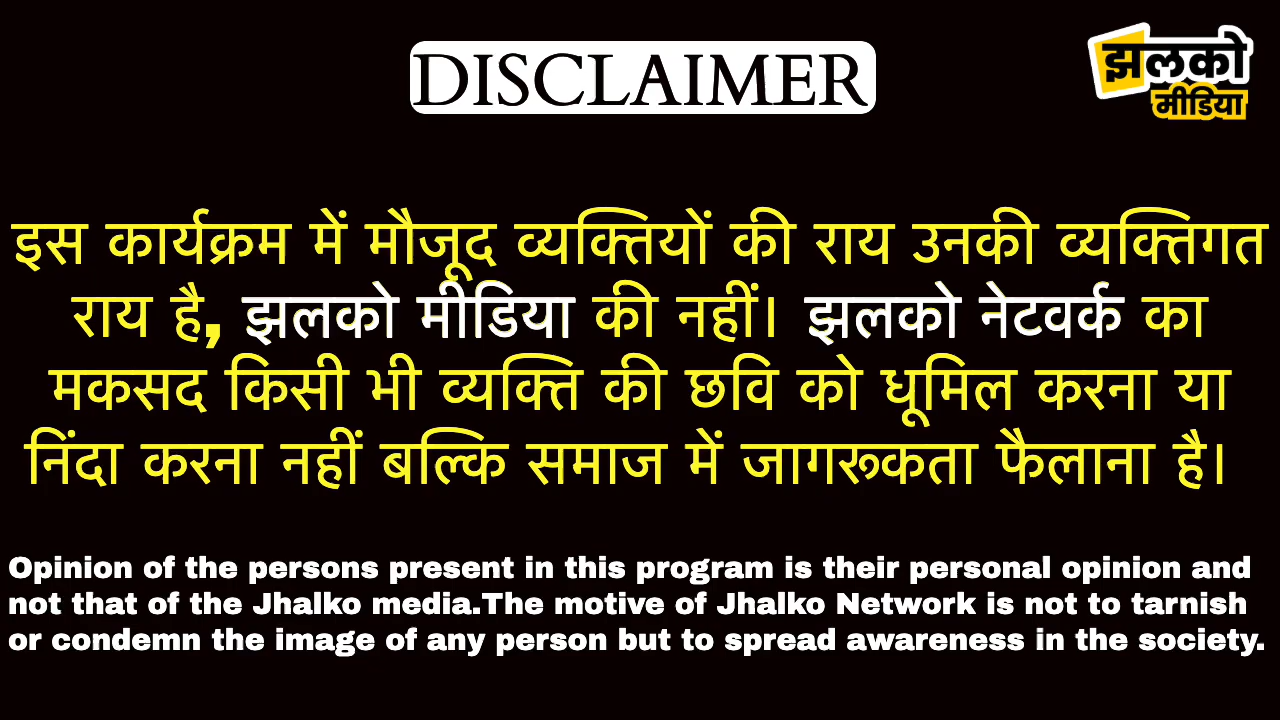 DISCLAIMER
झलको
मीडिया
इस कार्यक्रम में मौजूद व्यक्तियों की राय उनकी व्यक्तिगत
राय है, झलको मीडिया की नहीं। झलको नेटवर्क का
मकसद किसी भी व्यक्ति की छवि को धूमिल करना या
निंदा करना नहीं बल्कि समाज में जागरूकता फैलाना है।
Opinion of the persons present in this program is their personal opinion and
not that of the Jhalko media.The motive of Jhalko Network is not to tarnish
or condemn the image of any person but to spread awareness in the society.